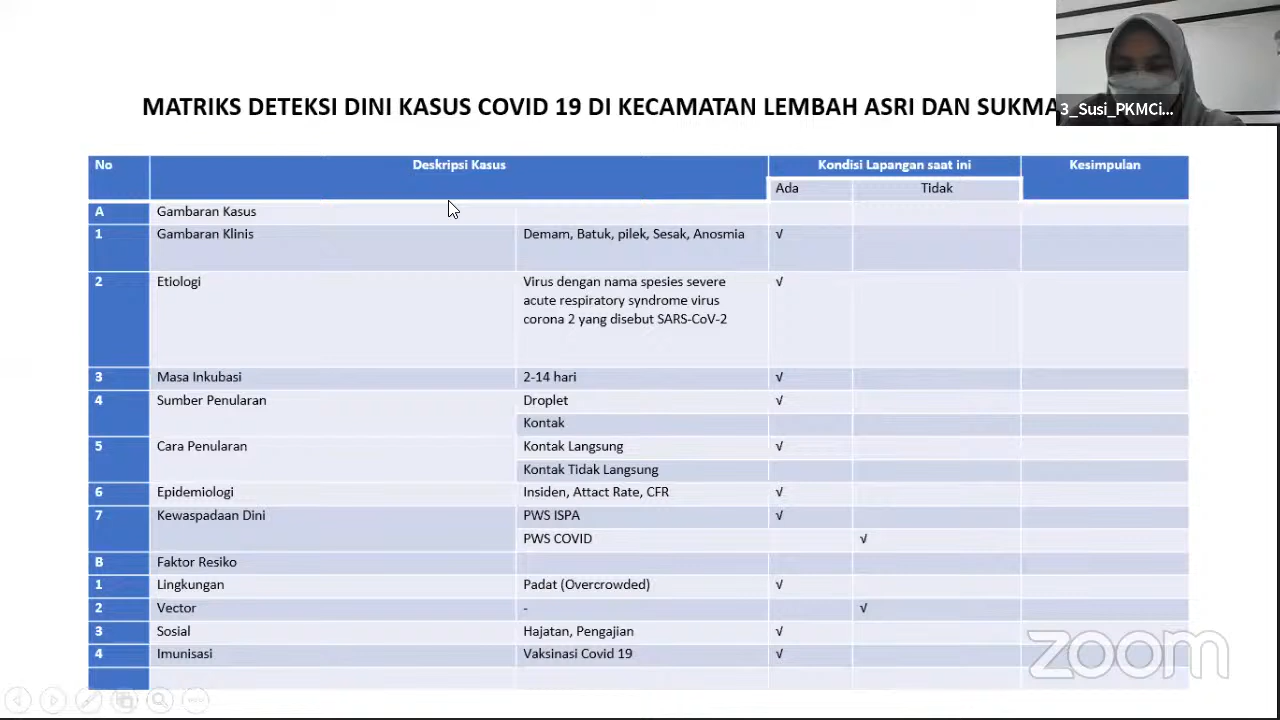 MATRIKS DETEKSI DINI KASUS COVID 19 DI KECAMATAN LEMBAH ASRI DAN SUKMA
3_Susi_PKMCi...
No Deskripsi Kasus Kondisi Lapangan saat ini Kesimpulan
Ada Tidak
A Gambaran Kasus
1 Gambaran Klinis Demam, Batuk, pilek, Sesak, Anosmia √
2 Etiologi Virus dengan nama spesies severe √
acute respiratory syndrome virus
corona 2 yang disebut SARS-CoV-2
3 Masa Inkubasi 2-14 hari √
4 Sumber Penularan Droplet √
Kontak
5 Cara Penularan Kontak Langsung √
Kontak Tidak Langsung
6 Epidemiologi Insiden, Attact Rate, CFR √
7 Kewaspadaan Dini PWS ISPA √
PWS COVID √
B Faktor Resiko
1 Lingkungan Padat (Overcrowded) √
2 Vector - √
3 Sosial Hajatan, Pengajian √
4 Imunisasi Vaksinasi Covid 19 √
zoom